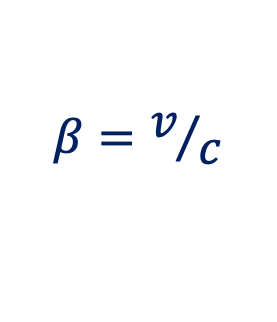 β = v/c